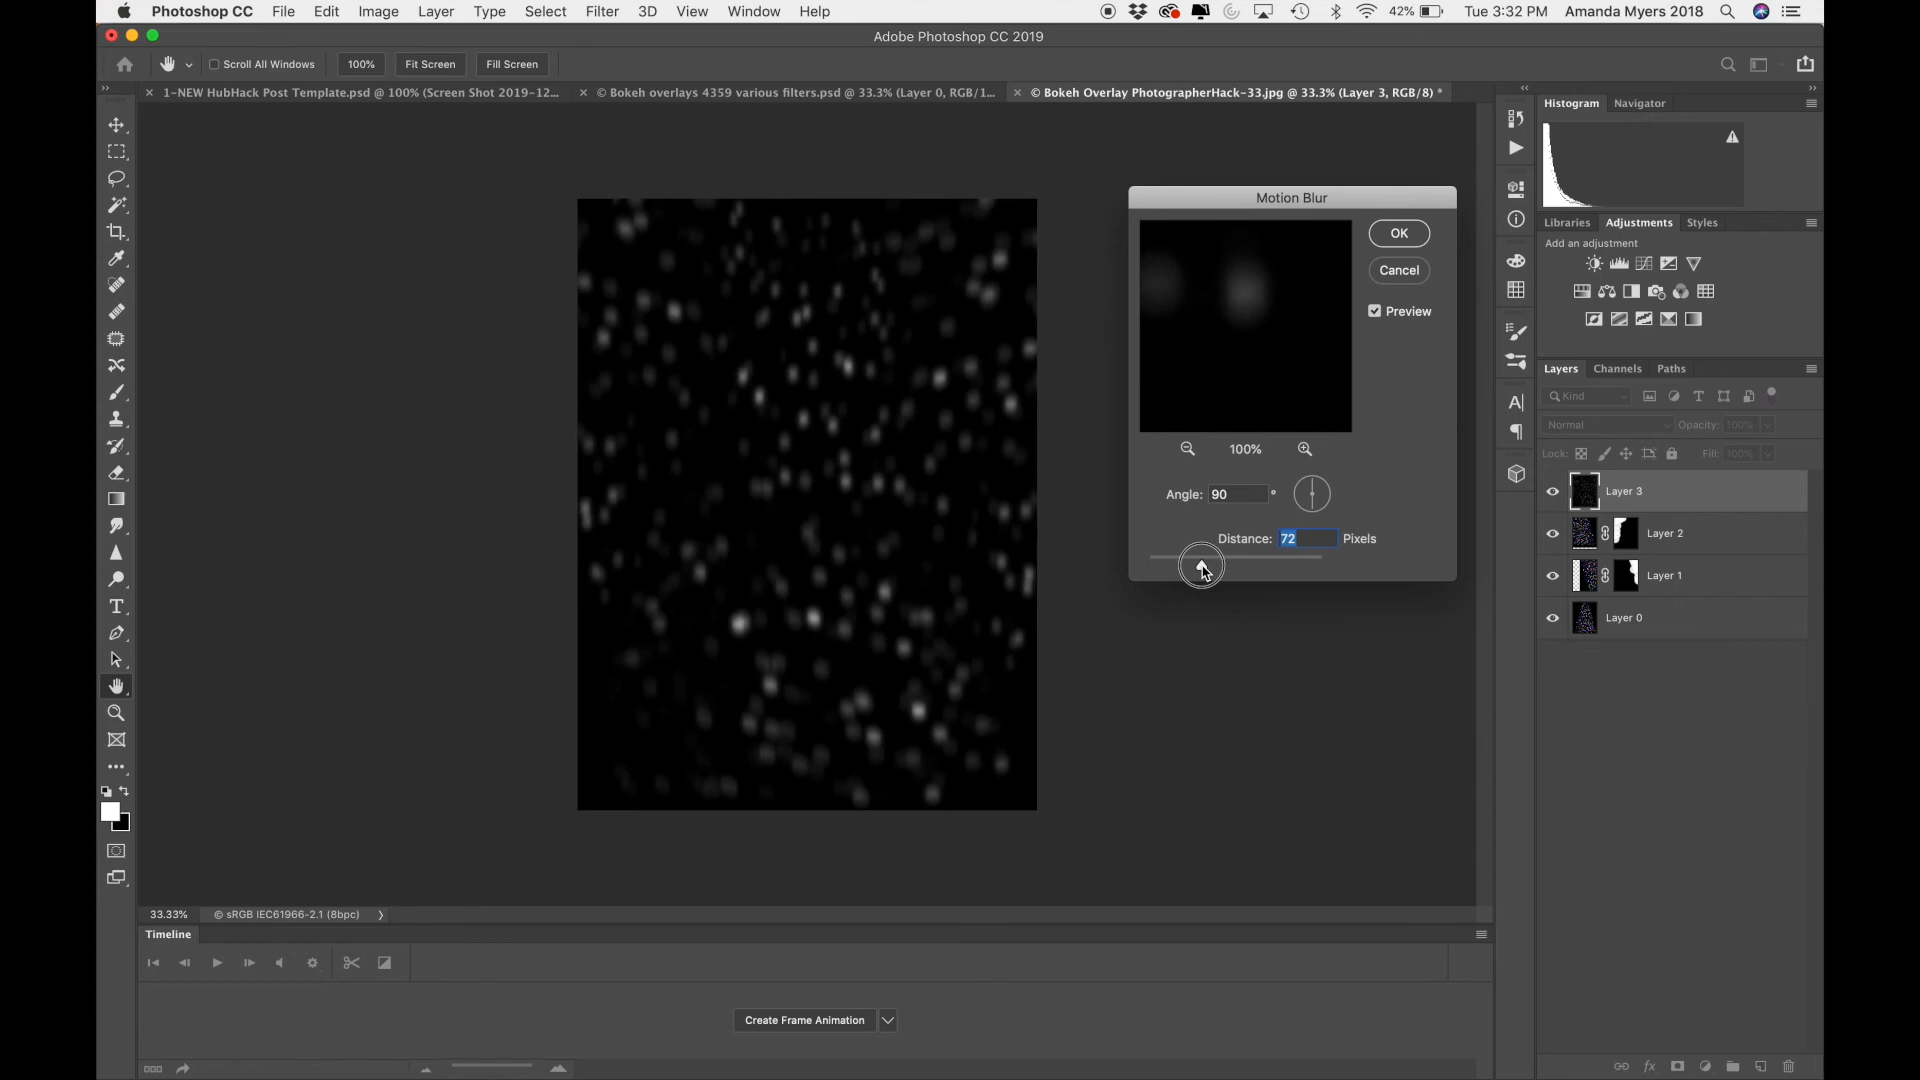 Photoshop CC File Edit Image Layer Type Select Filter 3D View Window Help 42% Tue 3:32 PM Amanda Myers 2018
Adobe Photoshop CC 2019
Scroll All Windows 100% Fit Screen Fill Screen
1-NEW HubHack Post Template.psd @ 100% (Screen Shot 2019-12... © Bokeh overlays 4359 various filters.psd @ 33.3% (Layer 0, RGB/1... © Bokeh Overlay PhotographerHack-33.jpg @ 33.3% (Layer 3, RGB/8) *
Histogram Navigator
Motion Blur
OK
Cancel
Preview
100%
Angle: 90 °
Distance: 72 Pixels
Libraries Adjustments Styles
Add an adjustment
Layers Channels Paths
Kind
Normal Opacity: 100%
Lock: Fill: 100%
Layer 3
Layer 2
Layer 1
Layer 0
33.33% © sRGB IEC61966-2.1 (8bpc)
Timeline
Create Frame Animation